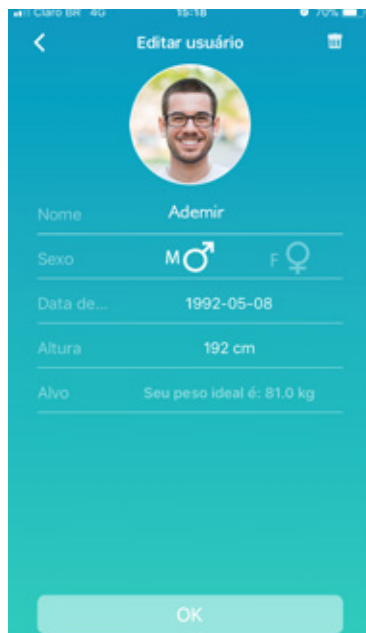 Claro BR 4G 15:18 70%
Editar usuário
Nome Ademir
Sexo M F
Data de... 1992-05-08
Altura 192 cm
Alvo Seu peso ideal é: 81.0 kg
OK